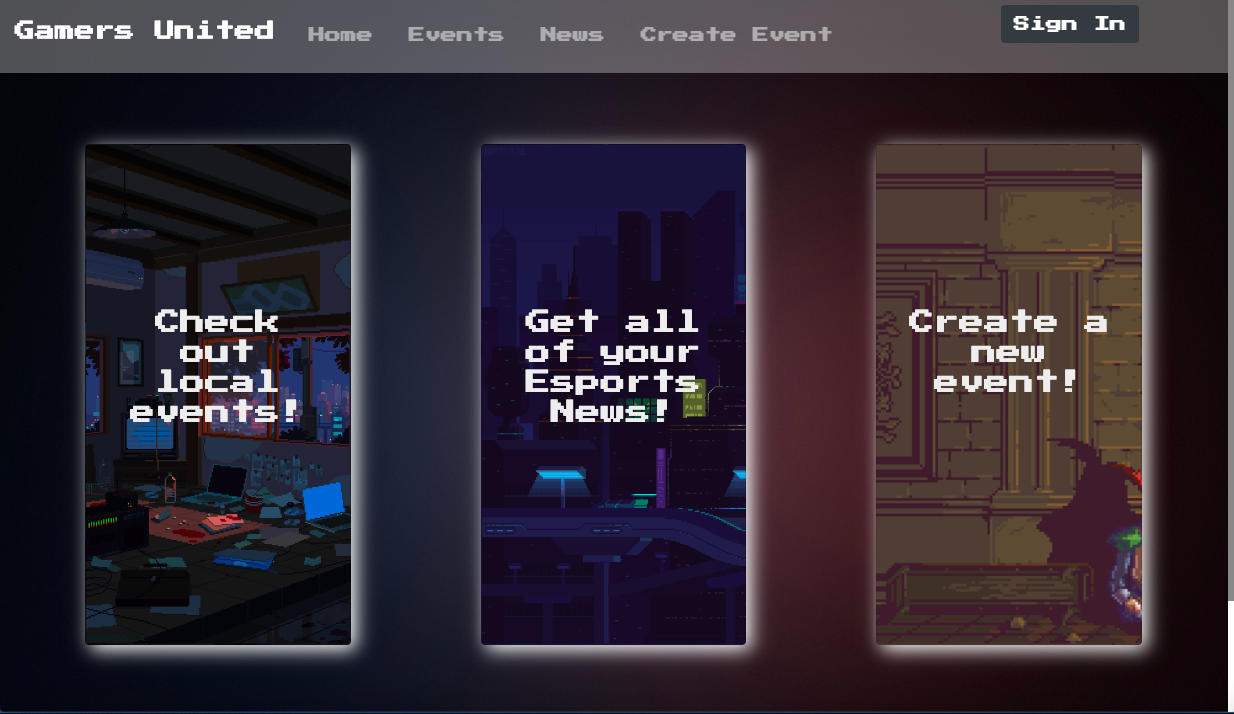 Gamers United
Home
Events
News
Create Event
Sign In
Check
out
local
events!
Get all
of your
Esports
News!
Create a
new
event!